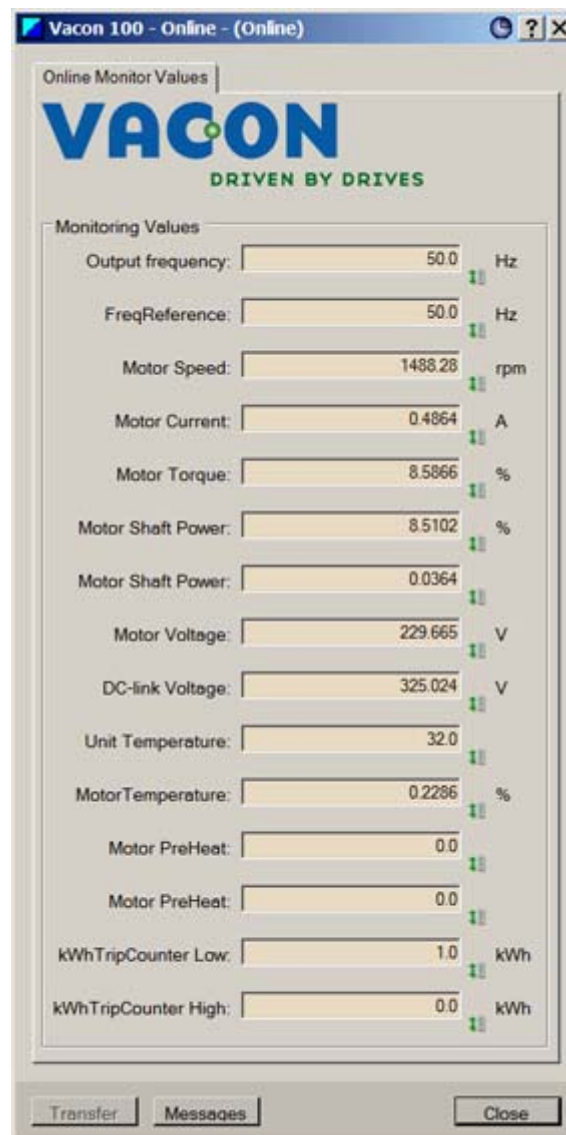 Vacon 100 - Online - (Online)
Online Monitor Values
VACON
DRIVEN BY DRIVES
Monitoring Values
Output frequency: 50.0 Hz
FreqReference: 50.0 Hz
Motor Speed: 1488.28 rpm
Motor Current: 0.4864 A
Motor Torque: 8.5866 %
Motor Shaft Power: 8.5102 %
Motor Shaft Power: 0.0364
Motor Voltage: 229.665 V
DC-link Voltage: 325.024 V
Unit Temperature: 32.0
MotorTemperature: 0.2286 %
Motor PreHeat: 0.0
Motor PreHeat: 0.0
kWhTripCounter Low: 1.0 kWh
kWhTripCounter High: 0.0 kWh
Transfer Messages Close